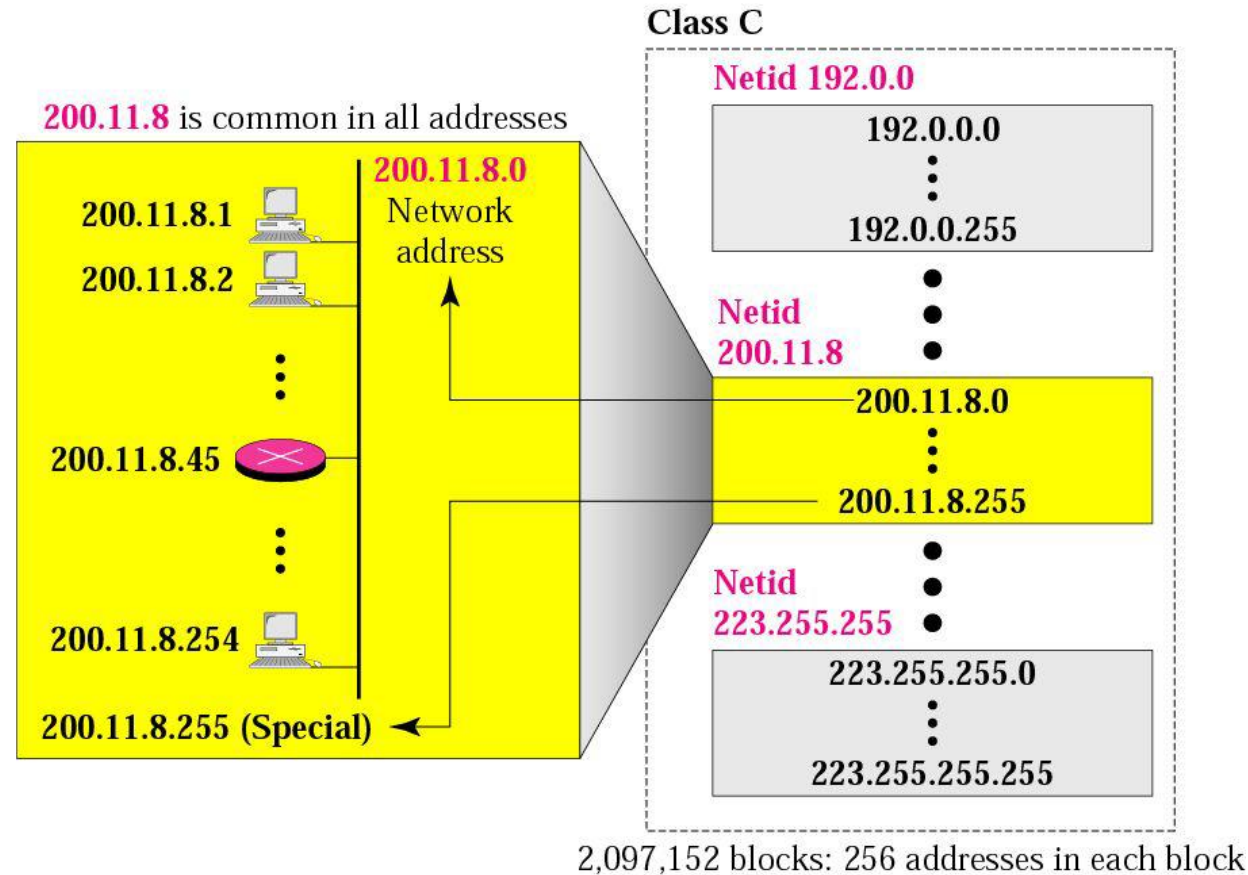 Class C
Netid 192.0.0
192.0.0.0
192.0.0.255
Netid
200.11.8
200.11.8.0
200.11.8.255
Netid
223.255.255
223.255.255.0
223.255.255.255
2,097,152 blocks: 256 addresses in each block
200.11.8 is common in all addresses
200.11.8.0
Network
address
200.11.8.1
200.11.8.2
200.11.8.45
200.11.8.254
200.11.8.255 (Special)